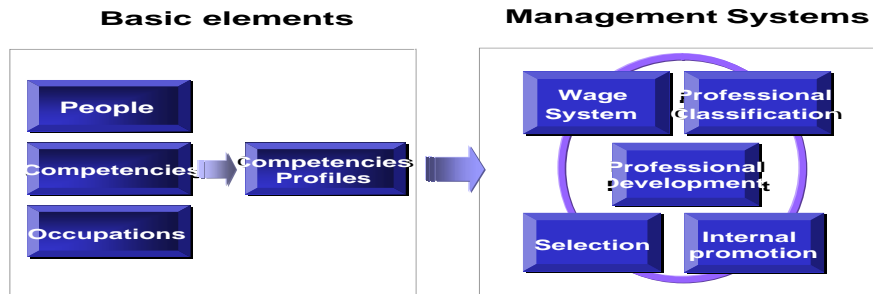 Basic elements
People
Competencies
Occupations
Competencies
Profiles
Management Systems
Wage
System
Professional
Classification
Professional
Development
Selection
Internal
promotion